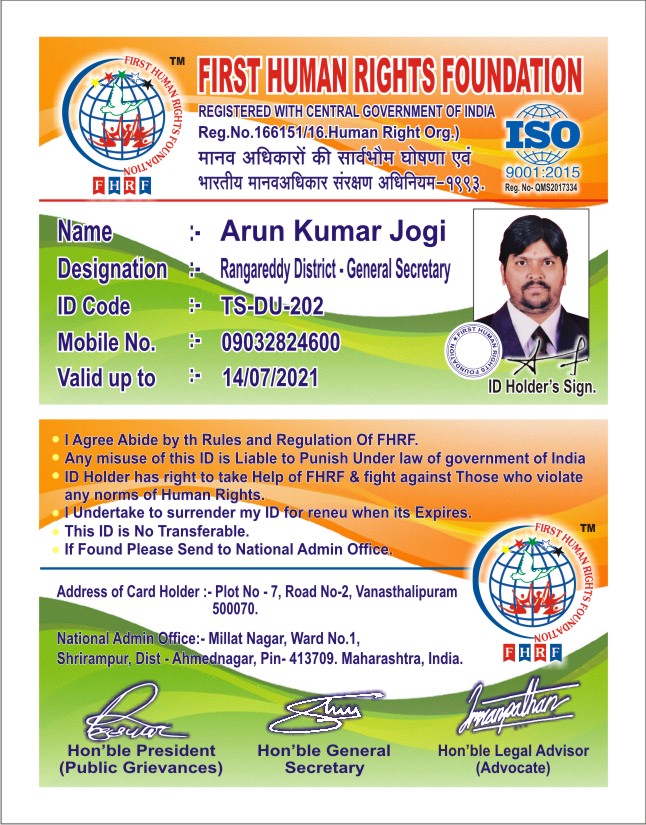 FIRST HUMAN RIGHTS FOUNDATION
TM
FHRF
FIRST HUMAN RIGHTS FOUNDATION
REGISTERED WITH CENTRAL GOVERNMENT OF INDIA
Reg.No.166151/16.Human Right Org.)
मानव अधिकारों की सार्वभौम घोषणा एवं
भारतीय मानवअधिकार संरक्षण अधिनियम-१९९३.
ISO
9001:2015
Reg. No- QMS2017334
Name :- Arun Kumar Jogi
Designation :- Rangareddy District - General Secretary
ID Code :- TS-DU-202
Mobile No. :- 09032824600
Valid up to :- 14/07/2021
FIRST HUMAN RIGHTS FOUNDATION
ID Holder's Sign.
I Agree Abide by th Rules and Regulation Of FHRF.
Any misuse of this ID is Liable to Punish Under law of government of India
ID Holder has right to take Help of FHRF & fight against Those who violate
any norms of Human Rights.
I Undertake to surrender my ID for reneu when its Expires.
This ID is No Transferable.
If Found Please Send to National Admin Office.
FIRST HUMAN RIGHTS FOUNDATION
TM
FHRF
Address of Card Holder :- Plot No - 7, Road No-2, Vanasthalipuram
500070.
National Admin Office:- Millat Nagar, Ward No.1,
Shrirampur, Dist - Ahmednagar, Pin- 413709. Maharashtra, India.
Hon'ble President
(Public Grievances)
Hon'ble General
Secretary
Hon'ble Legal Advisor
(Advocate)